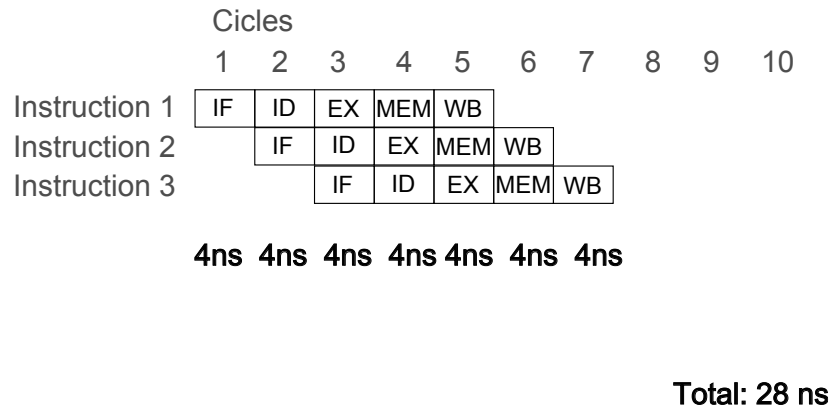 Cicles
1 2 3 4 5 6 7 8 9 10
Instruction 1 IF ID EX MEM WB
Instruction 2 IF ID EX MEM WB
Instruction 3 IF ID EX MEM WB
4ns 4ns 4ns 4ns 4ns 4ns 4ns
Total: 28 ns